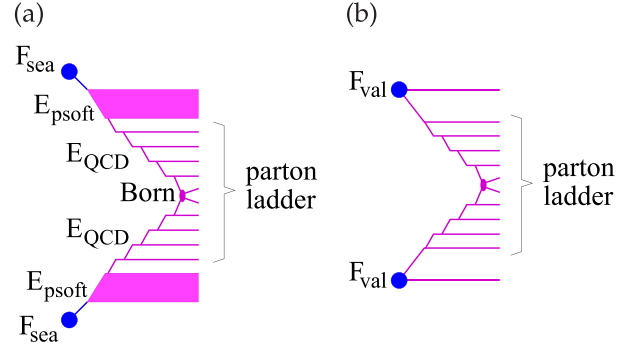 (a)
F_sea
E_psoft
E_QCD
Born
E_QCD
E_psoft
F_sea
parton
ladder
(b)
F_val
F_val
parton
ladder